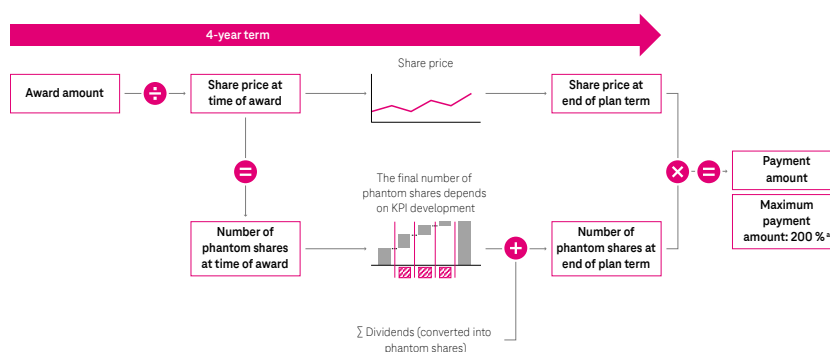 4-year term
Share price
Award amount
÷
Share price at
time of award
Share price at
end of plan term
=
×
=
Payment
amount
Maximum
payment
amount: 200 % a
The final number of
phantom shares depends
on KPI development
Number of
phantom shares
at time of award
+
Number of
phantom shares at
end of plan term
∑ Dividends (converted into
phantom shares)